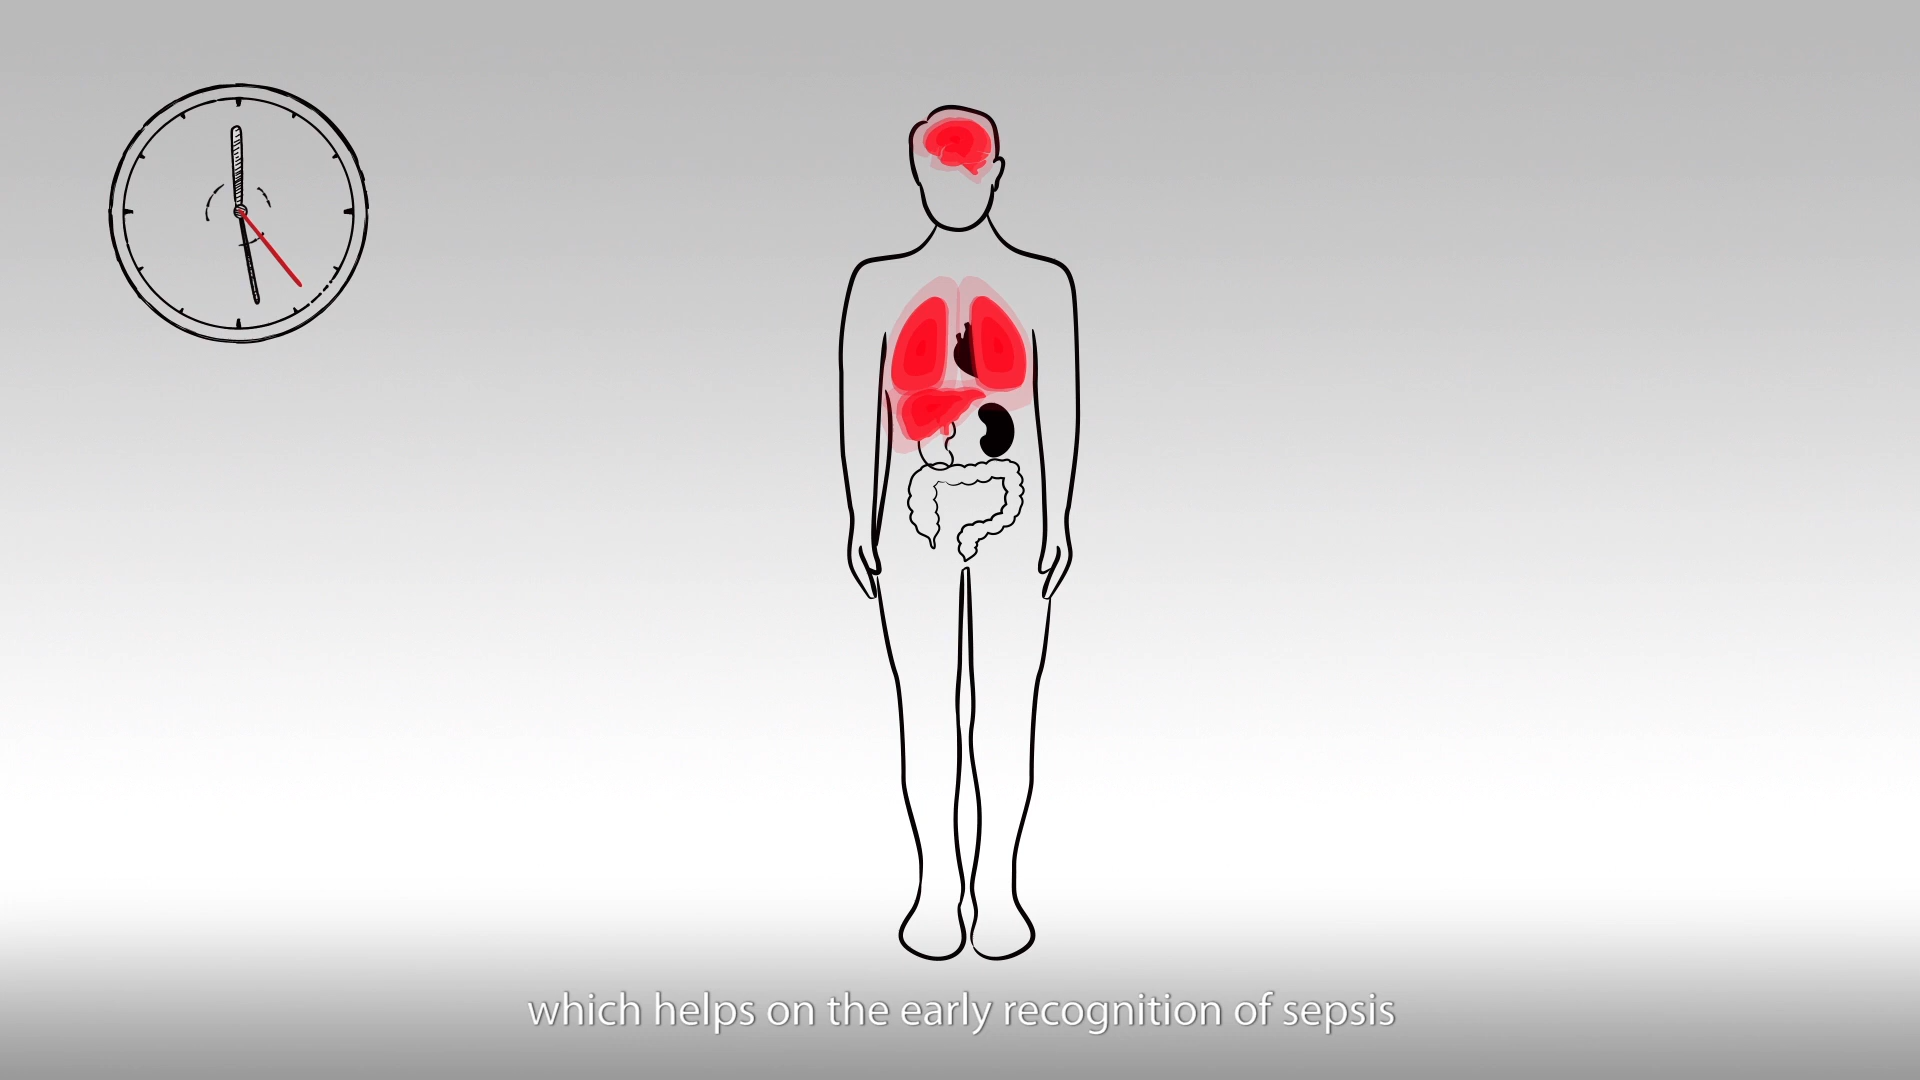 which helps on the early recognition of sepsis